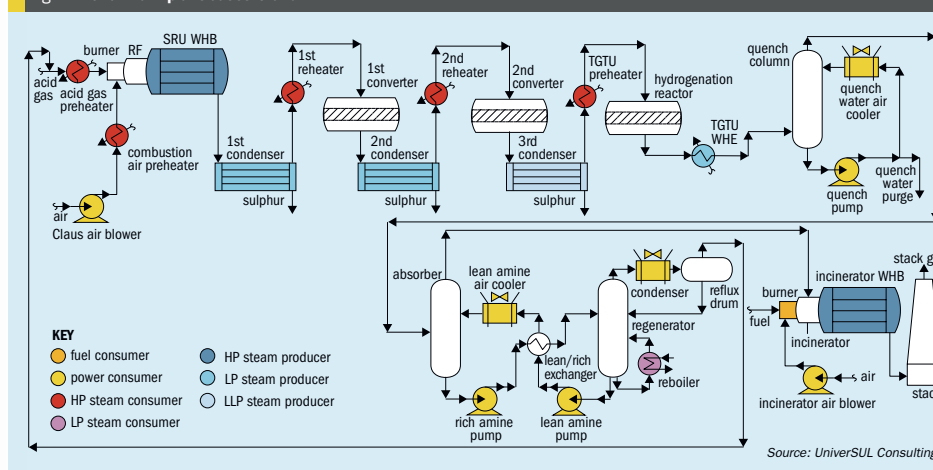 SRU WHB
burner
RF
acid
gas
acid gas
preheater
combustion
air preheater
air
Claus air blower
1st
reheater
1st
converter
1st
condenser
sulphur
2nd
reheater
2nd
converter
2nd
condenser
sulphur
TGTU
preheater
3rd
condenser
sulphur
hydrogenation
reactor
TGTU
WHE
quench
column
quench
water air
cooler
quench
pump
quench
water
purge
absorber
lean amine
air cooler
rich amine
pump
lean/rich
exchanger
lean amine
pump
condenser
reflux
drum
regenerator
reboiler
burner
fuel
incinerator
incinerator WHB
air
incinerator air blower
stack g
stac
KEY
fuel consumer
power consumer
HP steam consumer
LP steam consumer
HP steam producer
LP steam producer
LLP steam producer
Source: UniverSUL Consulting